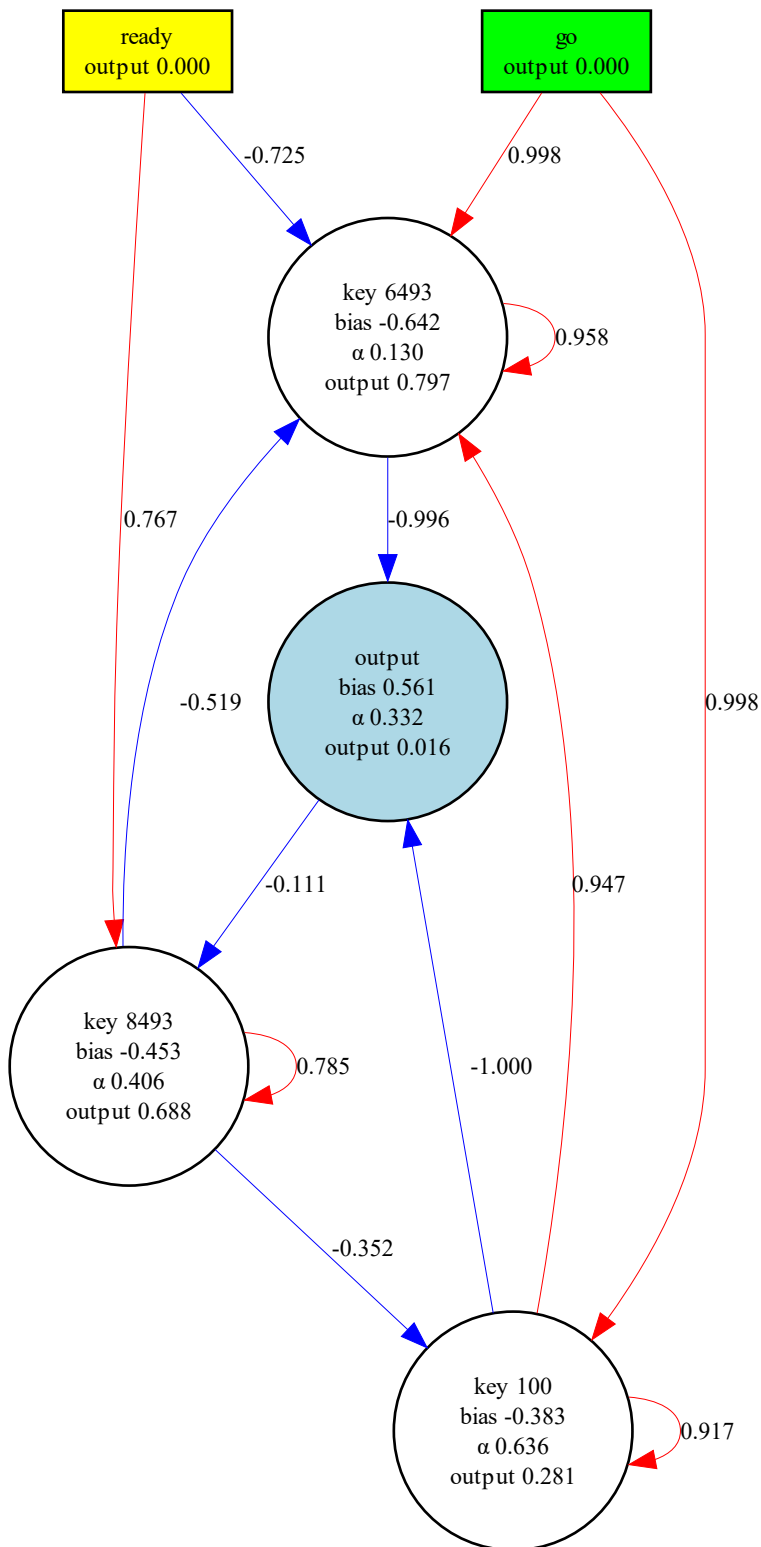 ready
output 0.000
go
output 0.000
-0.725
0.998
key 6493
bias -0.642
α 0.130
output 0.797
0.958
0.767
-0.996
-0.519
output
bias 0.561
α 0.332
output 0.016
0.998
-0.111
0.947
key 8493
bias -0.453
α 0.406
output 0.688
0.785
-1.000
-0.352
key 100
bias -0.383
α 0.636
output 0.281
0.917